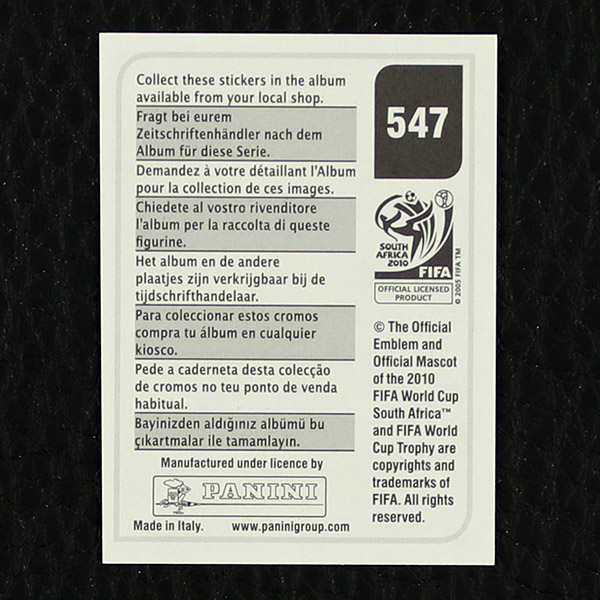 Collect these stickers in the album
available from your local shop.
Fragt bei eurem
Zeitschriftenhändler nach dem
Album für diese Serie.
Demandez à votre détaillant l'Album
pour la collection de ces images.
Chiedete al vostro rivenditore
l'album per la raccolta di queste
figurine.
Het album en de andere
plaatjes zijn verkrijgbaar bij de
tijdschrifthandelaar.
Para coleccionar estos cromos
compra tu álbum en cualquier
kiosco.
Pede a caderneta desta colecção
de cromos no teu ponto de venda
habitual.
Bayinizden aldığınız albümü bu
çıkartmalar ile tamamlayın.
Manufactured under licence by
PANINI
Made in Italy. www.paninigroup.com
547
SOUTH
AFRICA
2010
FIFA
OFFICIAL LICENSED
PRODUCT
© 2005 FIFA TM
© The Official
Emblem and
Official Mascot
of the 2010
FIFA World Cup
South Africa™
and FIFA World
Cup Trophy are
copyrights and
trademarks of
FIFA. All rights
reserved.